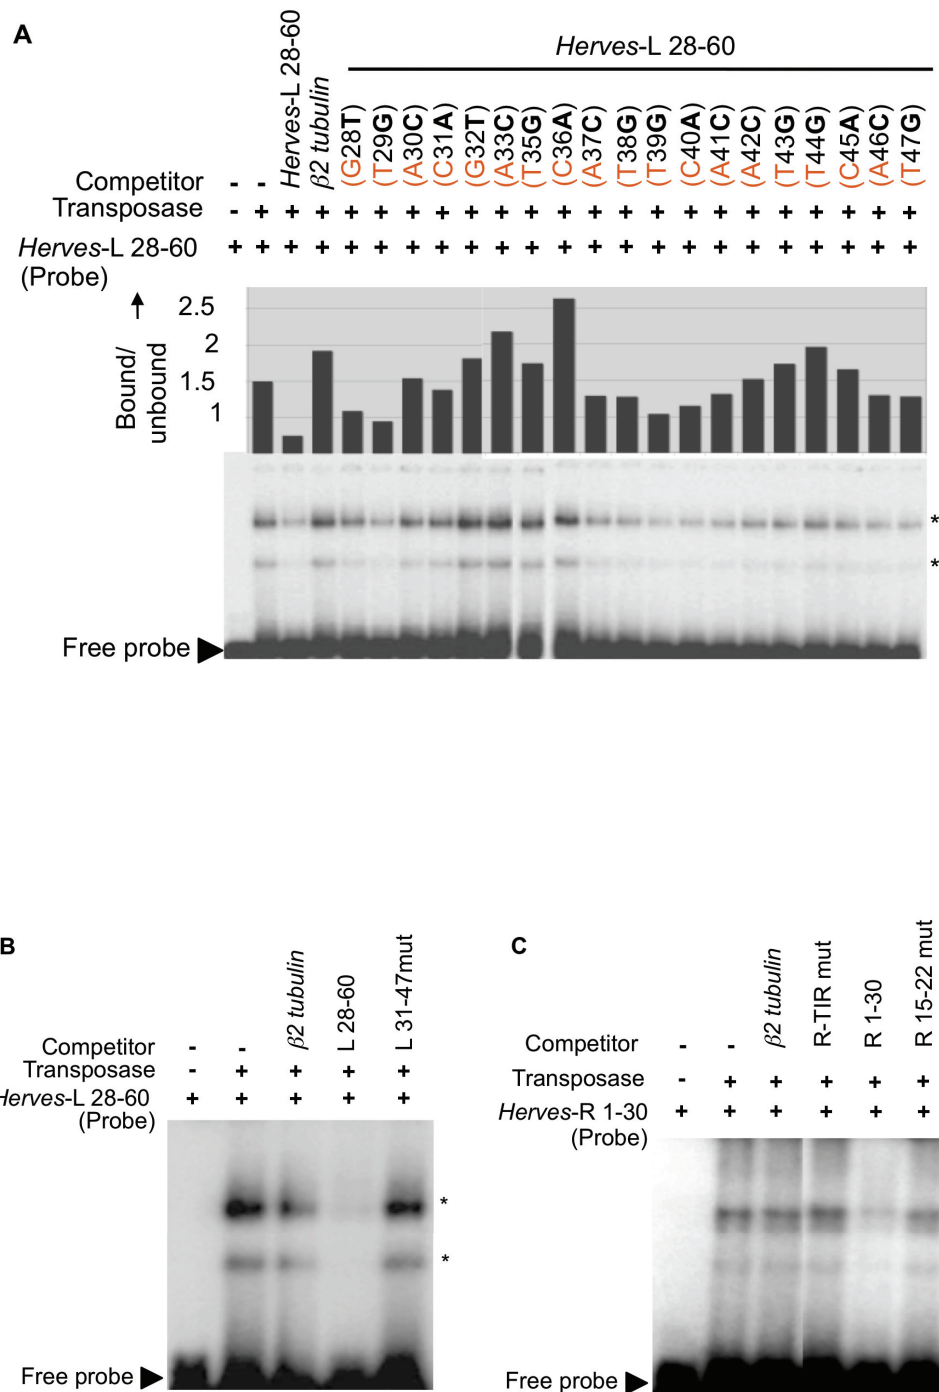 A
Herves-L 28-60
Herves-L 28-60
β2 tubulin
(G28T)
(T29G)
(A30C)
(C31A)
(G32T)
(A33C)
(T35G)
(C36A)
(A37C)
(T38G)
(T39G)
(C40A)
(A41C)
(A42C)
(T43G)
(T44G)
(C45A)
(A46C)
(T47G)
Competitor - -
Transposase - + + + + + + + + + + + + + + + + + + + + + +
Herves-L 28-60 + + + + + + + + + + + + + + + + + + + + + + +
(Probe)
Bound/
unbound
2.5
2
1.5
1
*
*
Free probe
B
β2 tubulin
L 28-60
L 31-47mut
Competitor - -
Transposase - + + + +
Herves-L 28-60 + + + + +
(Probe)
*
*
Free probe
C
β2 tubulin
R-TIR mut
R 1-30
R 15-22 mut
Competitor - -
Transposase - + + + + +
Herves-R 1-30 + + + + + +
(Probe)
Free probe